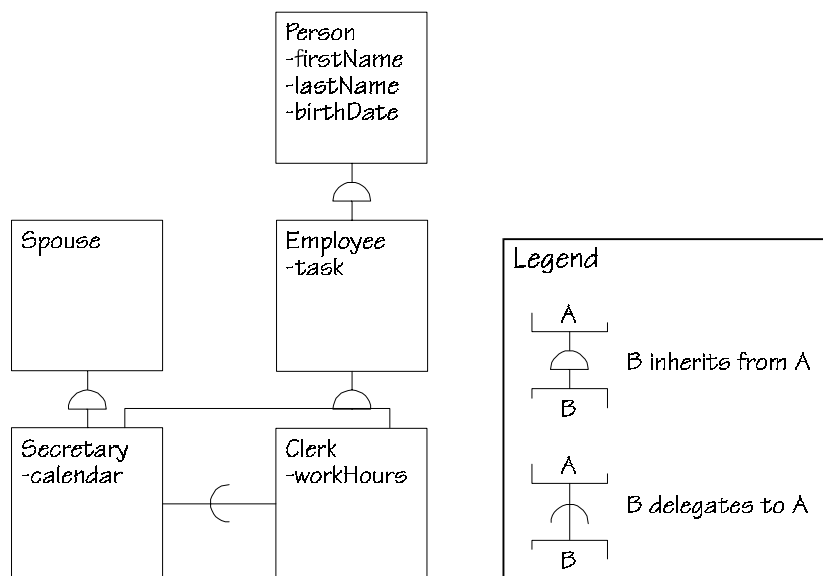 Person
-firstName
-lastName
-birthDate
Spouse
Employee
-task
Secretary
-calendar
Clerk
-workHours
Legend
A
B inherits from A
B
A
B delegates to A
B